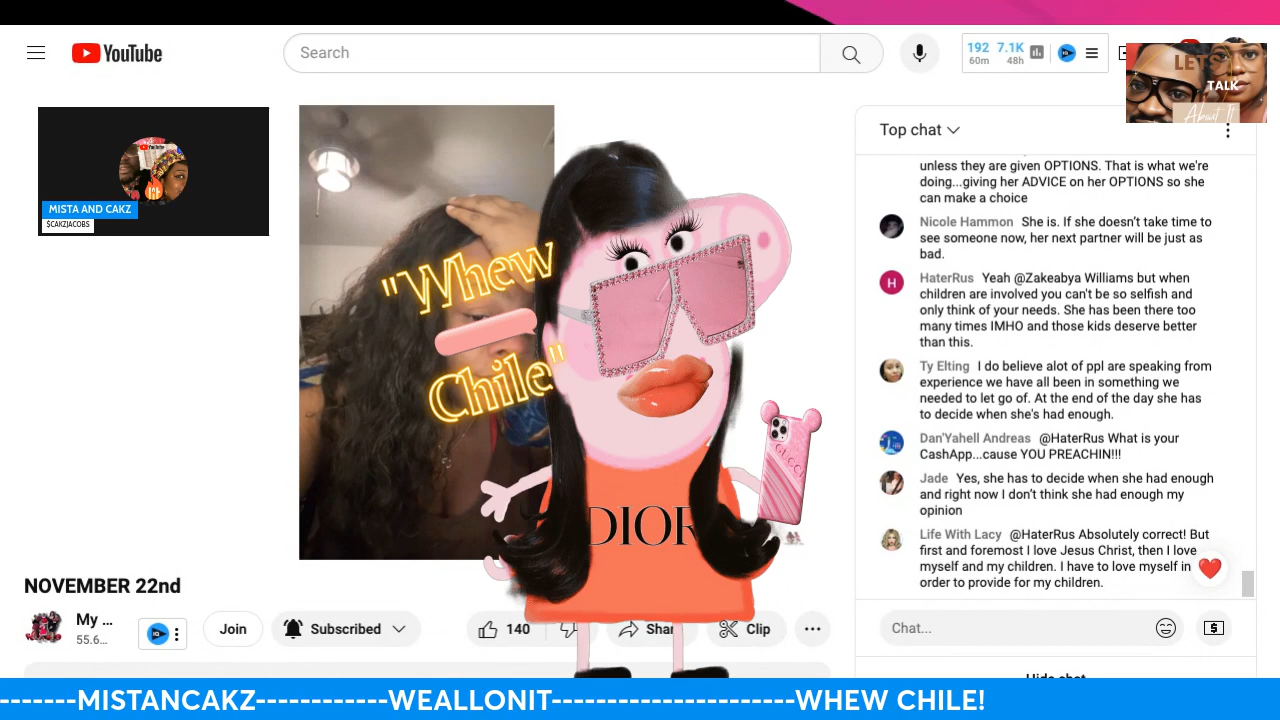 YouTube
Search
192 7.1K
60m 48h
LETS
TALK
About It
MISTA AND CAKZ
$CAKZJACOBS
"Whew
Chile"
DIOR
GUCCI
NOVEMBER 22nd
My ...
55.6...
Join
Subscribed
140
Shar
Clip
Top chat
unless they are given OPTIONS. That is what we're
doing...giving her ADVICE on her OPTIONS so she
can make a choice
Nicole Hammon She is. If she doesn't take time to
see someone now, her next partner will be just as
bad.
H
HaterRus Yeah @Zakeabya Williams but when
children are involved you can't be so selfish and
only think of your needs. She has been there too
many times IMHO and those kids deserve better
than this.
Ty Elting I do believe alot of ppl are speaking from
experience we have all been in something we
needed to let go of. At the end of the day she has
to decide when she's had enough.
Dan'Yahell Andreas @HaterRus What is your
CashApp...cause YOU PREACHIN!!!
Jade Yes, she has to decide when she had enough
and right now I don't think she had enough my
opinion
Life With Lacy @HaterRus Absolutely correct! But
first and foremost I love Jesus Christ, then I love
myself and my children. I have to love myself in
order to provide for my children.
Chat...
Hide chat
-------MISTANCAKZ------------WEALLONIT----------------------WHEW CHILE!